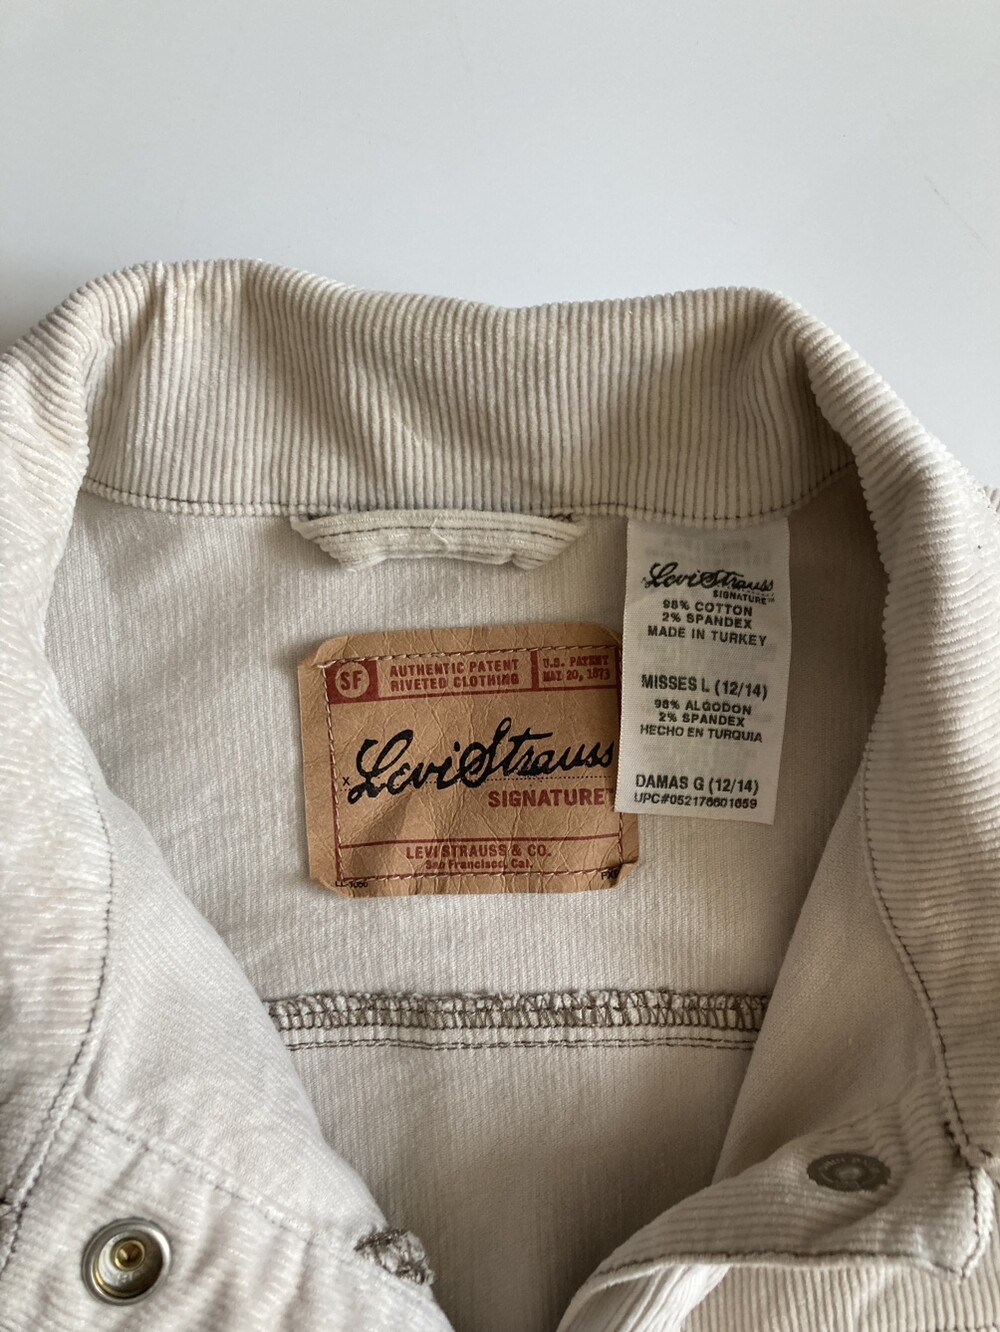 SF
AUTHENTIC PATENT
RIVETED CLOTHING
U.S. PATENT
MAY 20, 1873
x Levi Strauss
SIGNATURE
LEVI STRAUSS & CO.
San Francisco, Cal.
Levi Strauss
SIGNATURE™
98% COTTON
2% SPANDEX
MADE IN TURKEY
MISSES L (12/14)
98% ALGODON
2% SPANDEX
HECHO EN TURQUIA
DAMAS G (12/14)
UPC#052176601659